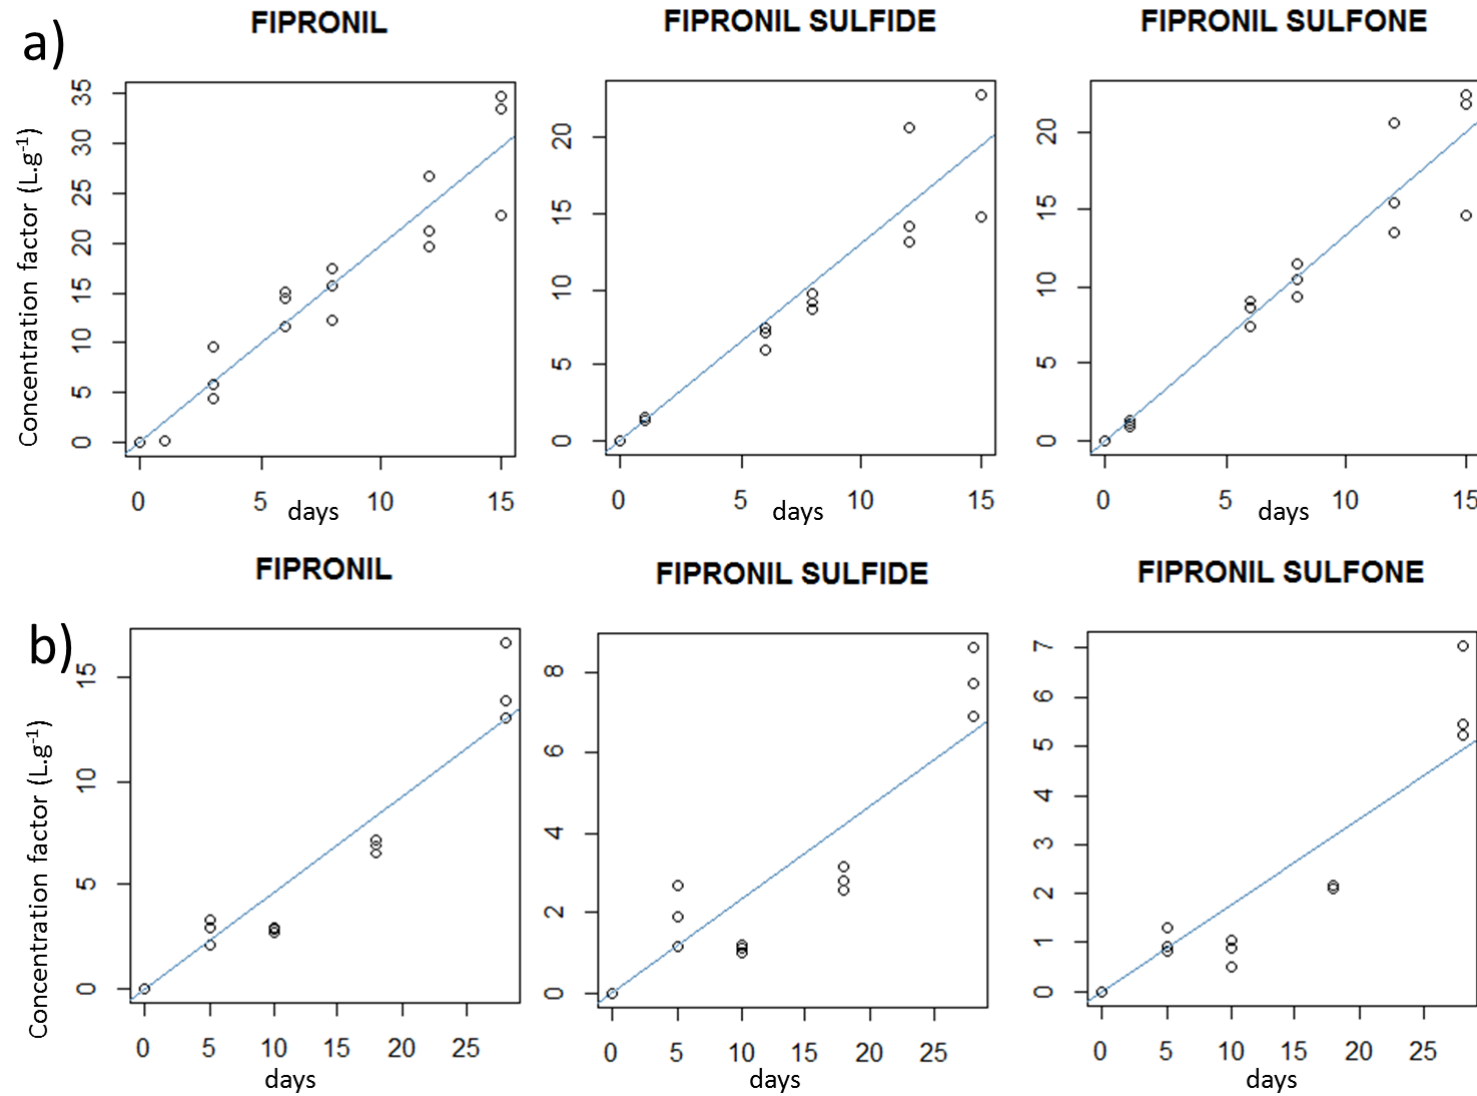 a)
FIPRONIL
FIPRONIL SULFIDE
FIPRONIL SULFONE
Concentration factor (L.g⁻¹)
0 5 10 15 20 25 30 35
0 5 10 15
days
0 5 10 15 20
0 5 10 15
days
0 5 10 15 20
0 5 10 15
days
b)
FIPRONIL
FIPRONIL SULFIDE
FIPRONIL SULFONE
Concentration factor (L.g⁻¹)
0 5 10 15
0 5 10 15 20 25
days
0 2 4 6 8
0 5 10 15 20 25
days
0 1 2 3 4 5 6 7
0 5 10 15 20 25
days